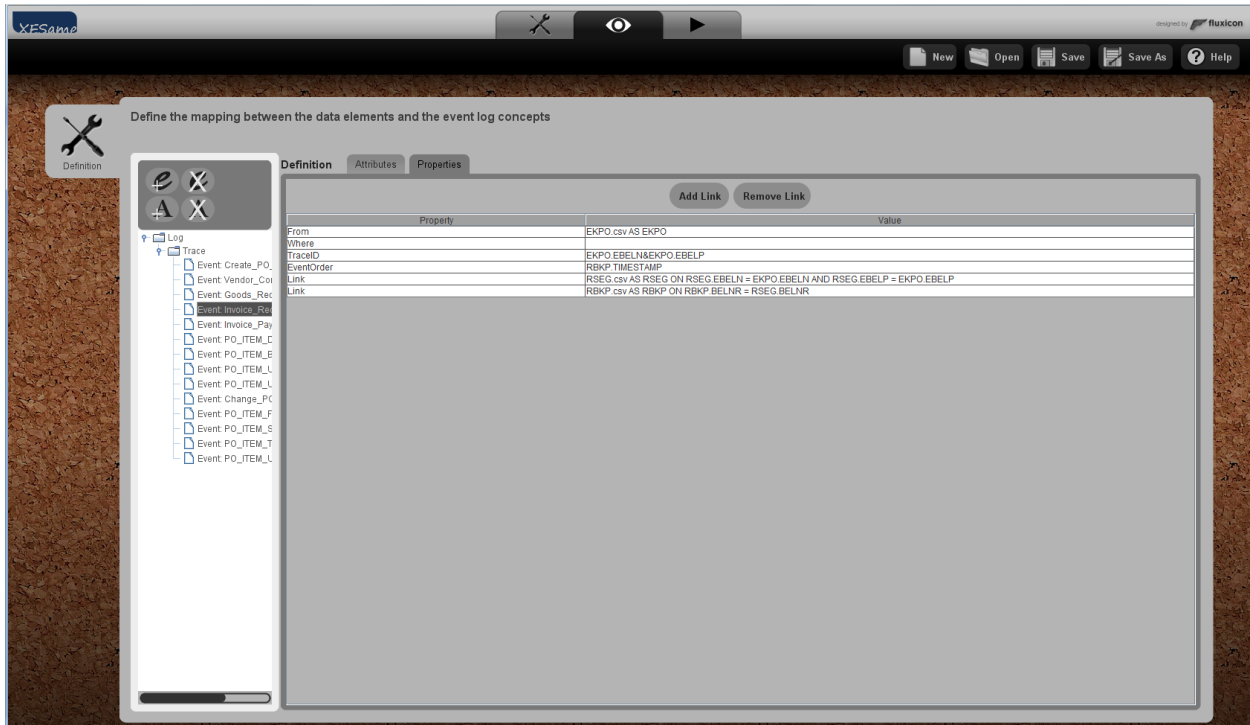 XESame
designed by fluxicon
New Open Save Save As Help
Define the mapping between the data elements and the event log concepts
Definition
Definition Attributes Properties
Add Link Remove Link
Property Value
From EKPO.csv AS EKPO
Where
TraceID EKPO.EBELN&EKPO.EBELP
EventOrder RBKP.TIMESTAMP
Link RSEG.csv AS RSEG ON RSEG.EBELN = EKPO.EBELN AND RSEG.EBELP = EKPO.EBELP
Link RBKP.csv AS RBKP ON RBKP.BELNR = RSEG.BELNR
Log
Trace
Event: Create_PO_
Event: Vendor_Co
Event: Goods_Rec
Event: Invoice_Rec
Event: Invoice_Pay
Event: PO_ITEM_D
Event: PO_ITEM_E
Event: PO_ITEM_U
Event: PO_ITEM_U
Event: Change_PO
Event: PO_ITEM_F
Event: PO_ITEM_S
Event: PO_ITEM_T
Event: PO_ITEM_U